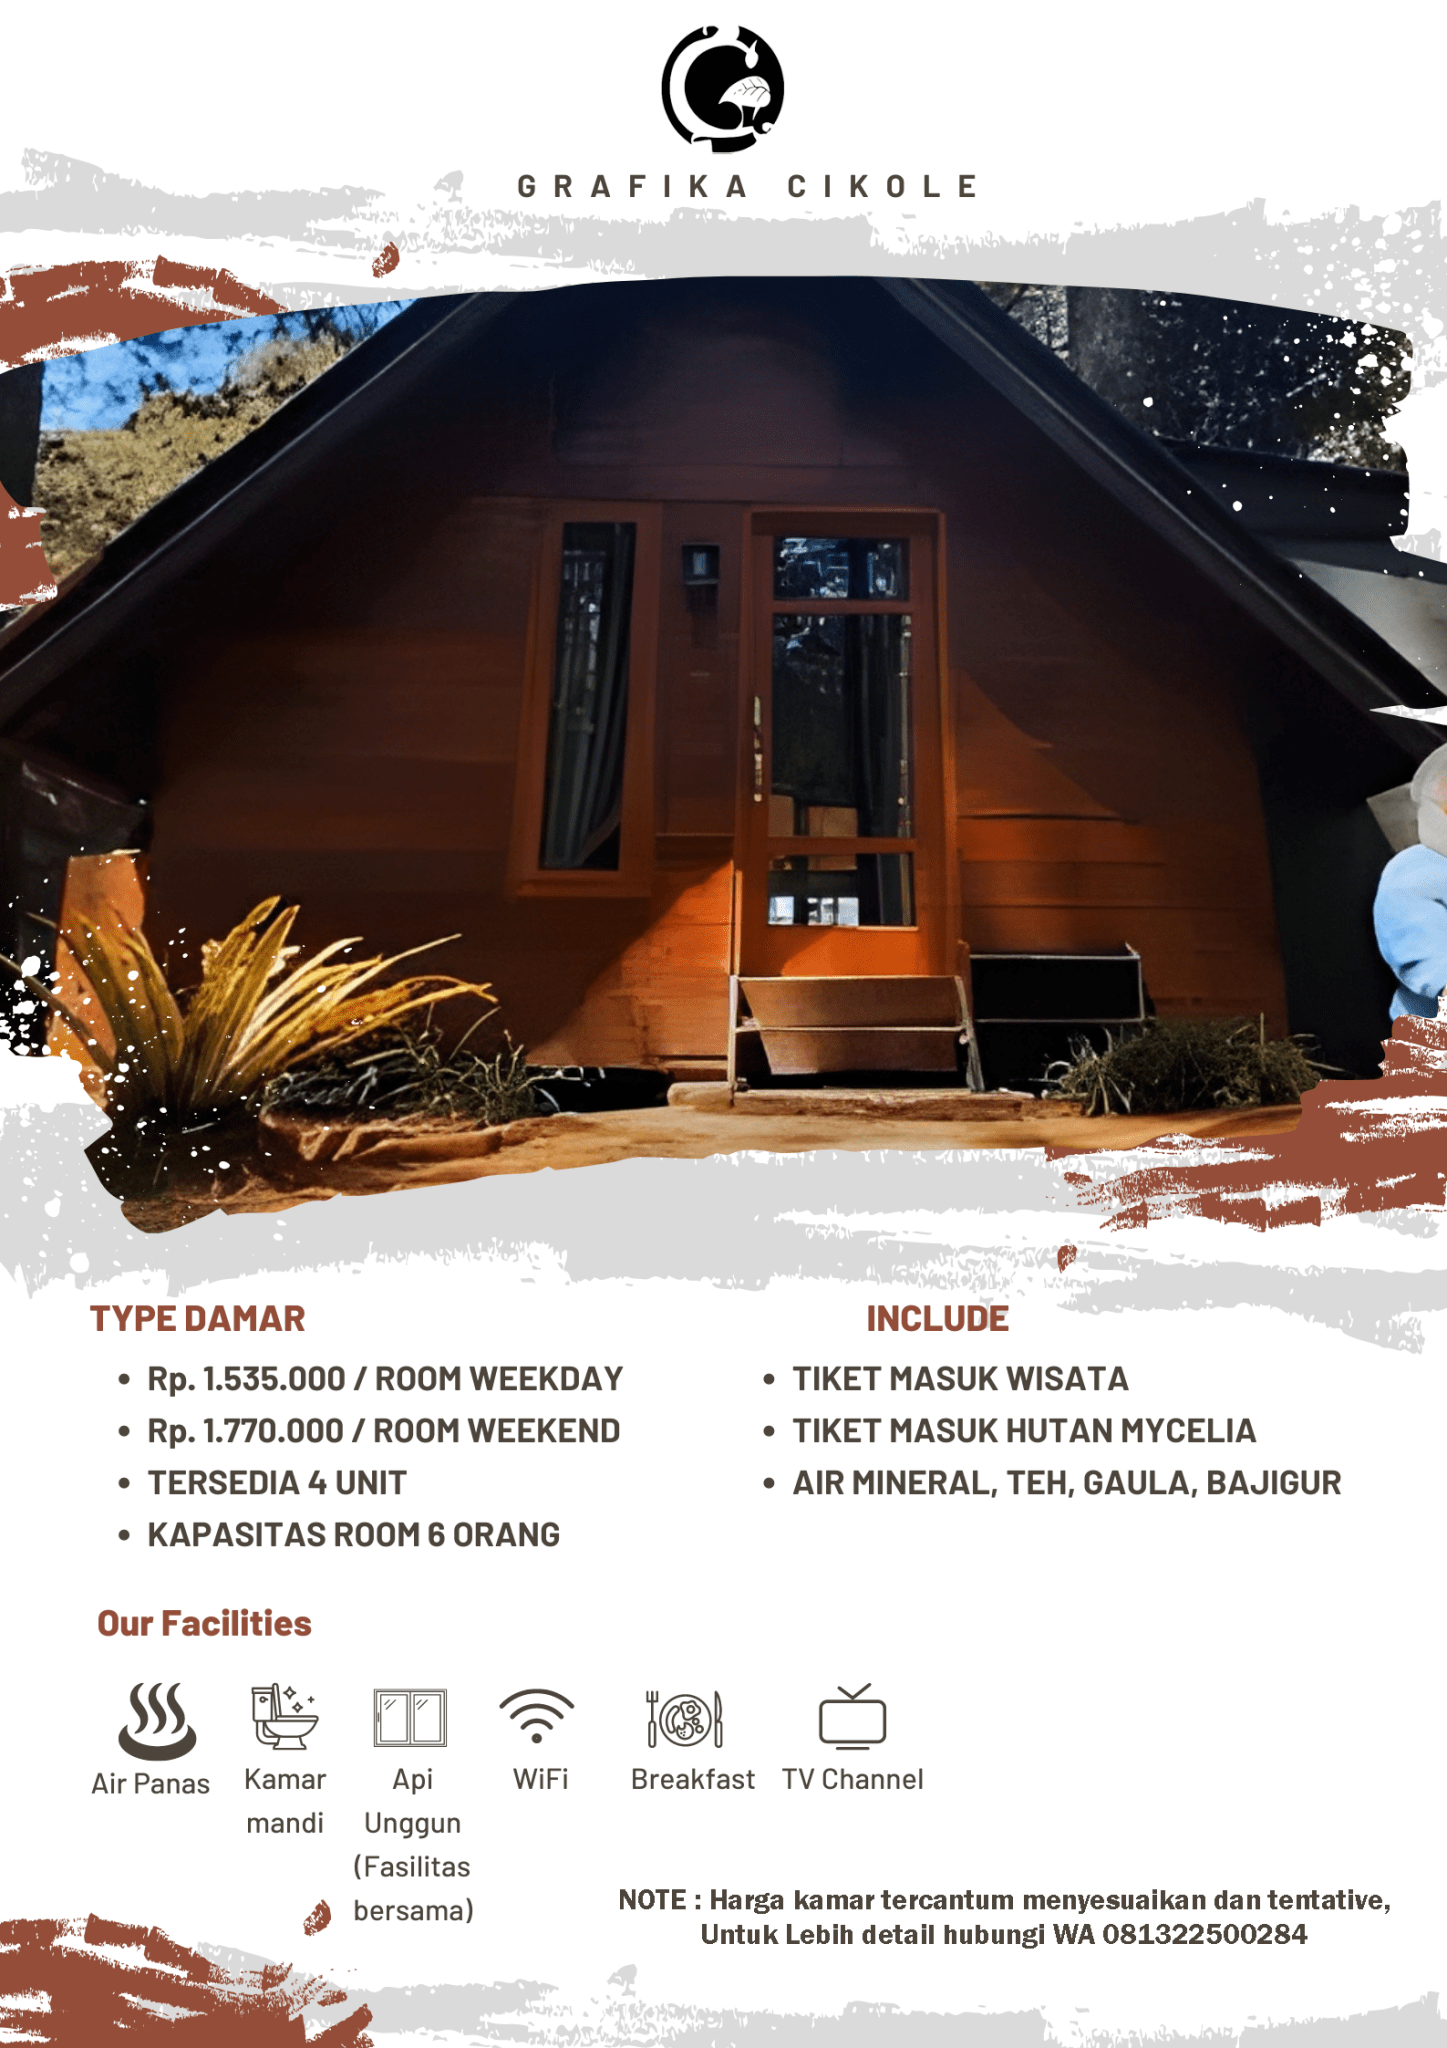 GRAFIKA CIKOLE
TYPE DAMAR
Rp. 1.535.000 / ROOM WEEKDAY
Rp. 1.770.000 / ROOM WEEKEND
TERSEDIA 4 UNIT
KAPASITAS ROOM 6 ORANG
INCLUDE
TIKET MASUK WISATA
TIKET MASUK HUTAN MYCELIA
AIR MINERAL, TEH, GAULA, BAJIGUR
Our Facilities
Air Panas
Kamar
mandi
Api
Unggun
(Fasilitas
bersama)
WiFi
Breakfast
TV Channel
NOTE : Harga kamar tercantum menyesuaikan dan tentative,
Untuk Lebih detail hubungi WA 081322500284